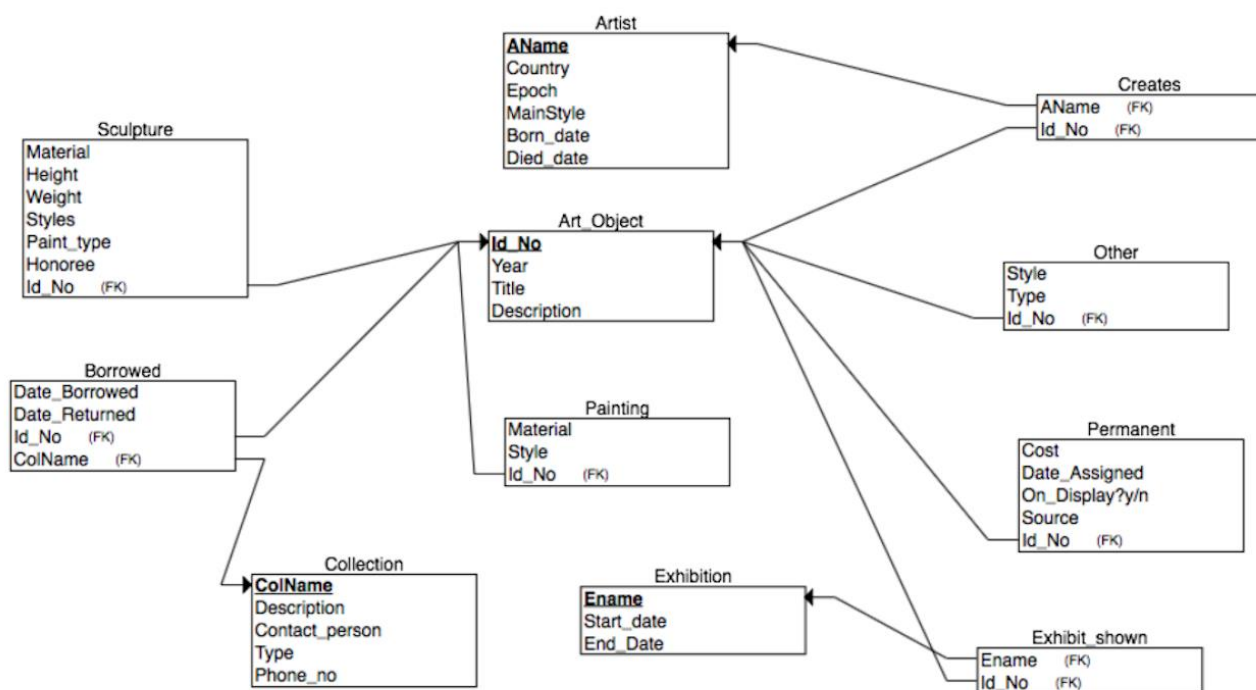 Artist
AName
Country
Epoch
MainStyle
Born_date
Died_date
Creates
AName (FK)
Id_No (FK)
Sculpture
Material
Height
Weight
Styles
Paint_type
Honoree
Id_No (FK)
Art_Object
Id_No
Year
Title
Description
Other
Style
Type
Id_No (FK)
Borrowed
Date_Borrowed
Date_Returned
Id_No (FK)
ColName (FK)
Painting
Material
Style
Id_No (FK)
Permanent
Cost
Date_Assigned
On_Display?y/n
Source
Id_No (FK)
Collection
ColName
Description
Contact_person
Type
Phone_no
Exhibition
Ename
Start_date
End_Date
Exhibit_shown
Ename (FK)
Id_No (FK)